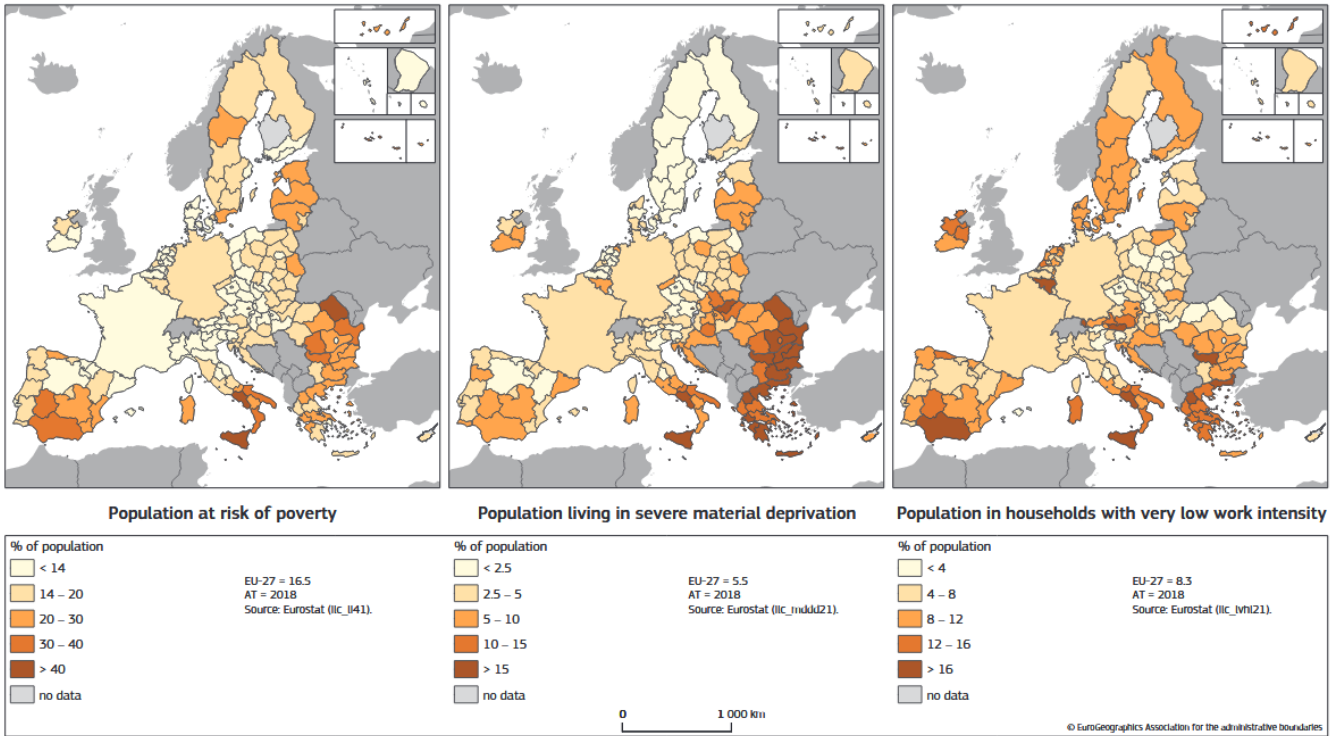 Population at risk of poverty
% of population
< 14
14 – 20
20 – 30
30 – 40
> 40
no data
EU-27 = 16.5
AT = 2018
Source: Eurostat (ilc_li41).
Population living in severe material deprivation
% of population
< 2.5
2.5 – 5
5 – 10
10 – 15
> 15
no data
EU-27 = 5.5
AT = 2018
Source: Eurostat (ilc_mddd21).
0 1 000 km
Population in households with very low work intensity
% of population
< 4
4 – 8
8 – 12
12 – 16
> 16
no data
EU-27 = 8.3
AT = 2018
Source: Eurostat (ilc_lvhl21).
© EuroGeographics Association for the administrative boundaries